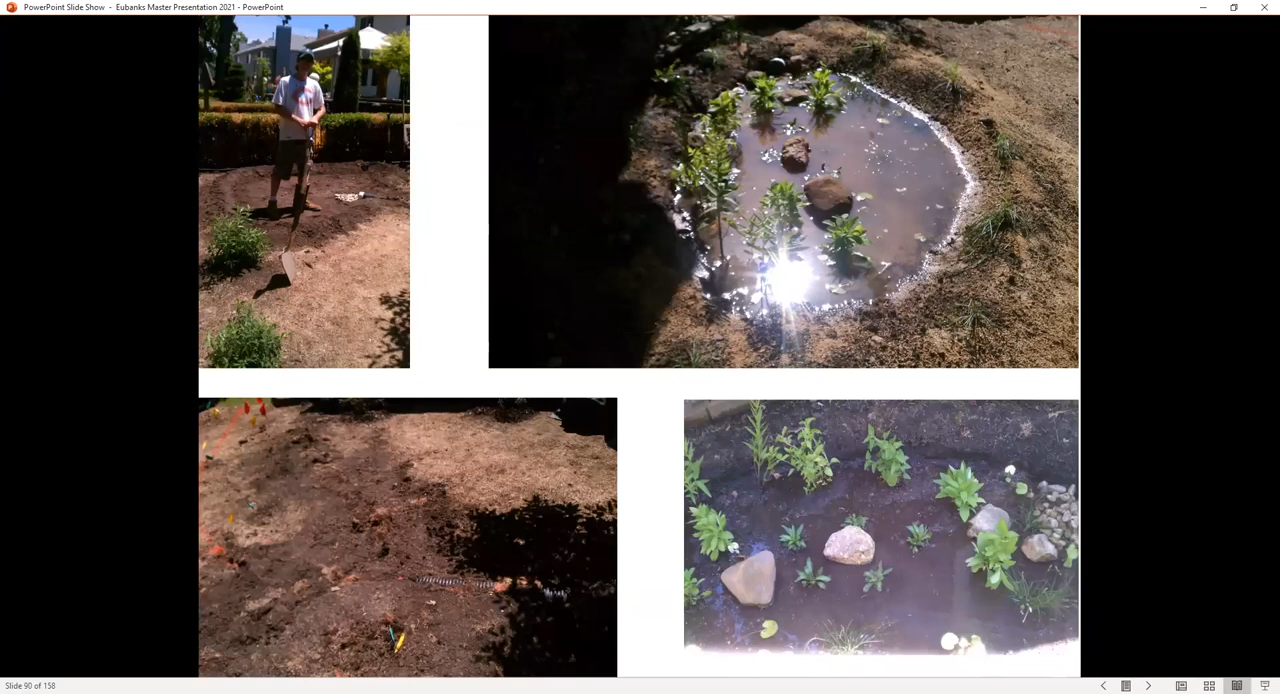 PowerPoint Slide Show - Eubanks Master Presentation 2021 - PowerPoint
Slide 90 of 158